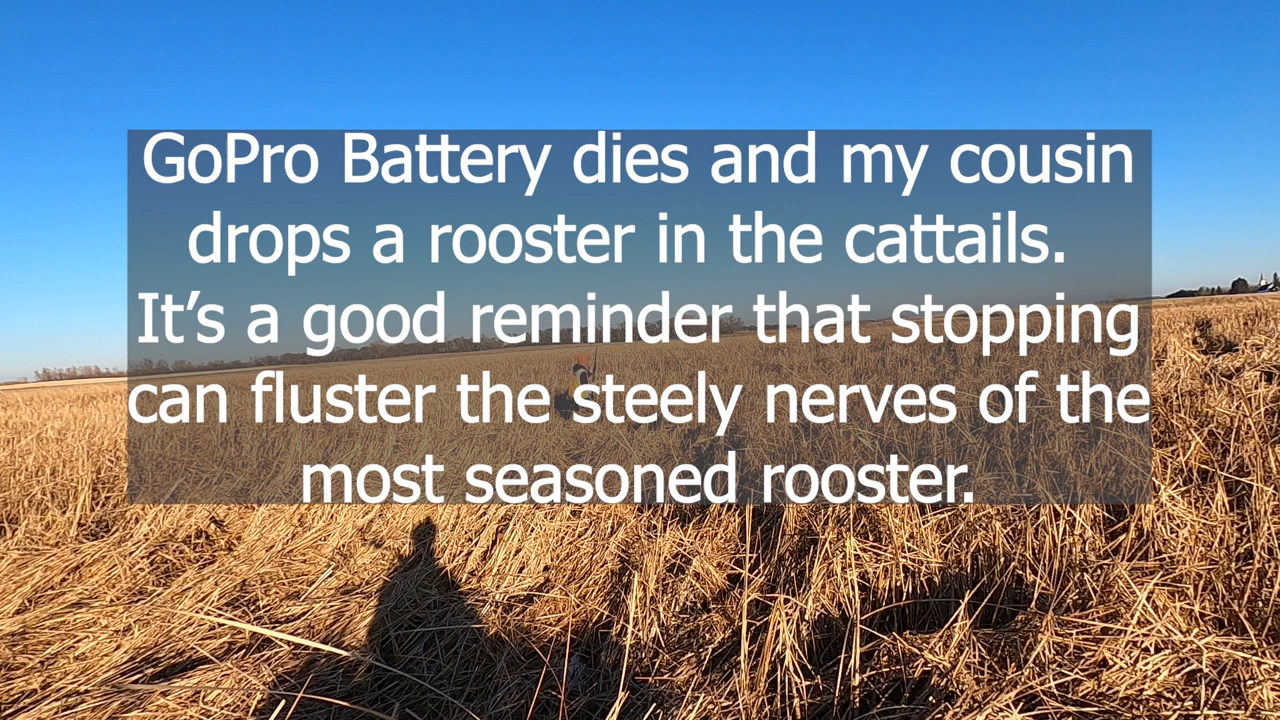 GoPro Battery dies and my cousin
drops a rooster in the cattails.
It’s a good reminder that stopping
can fluster the steely nerves of the
most seasoned rooster.